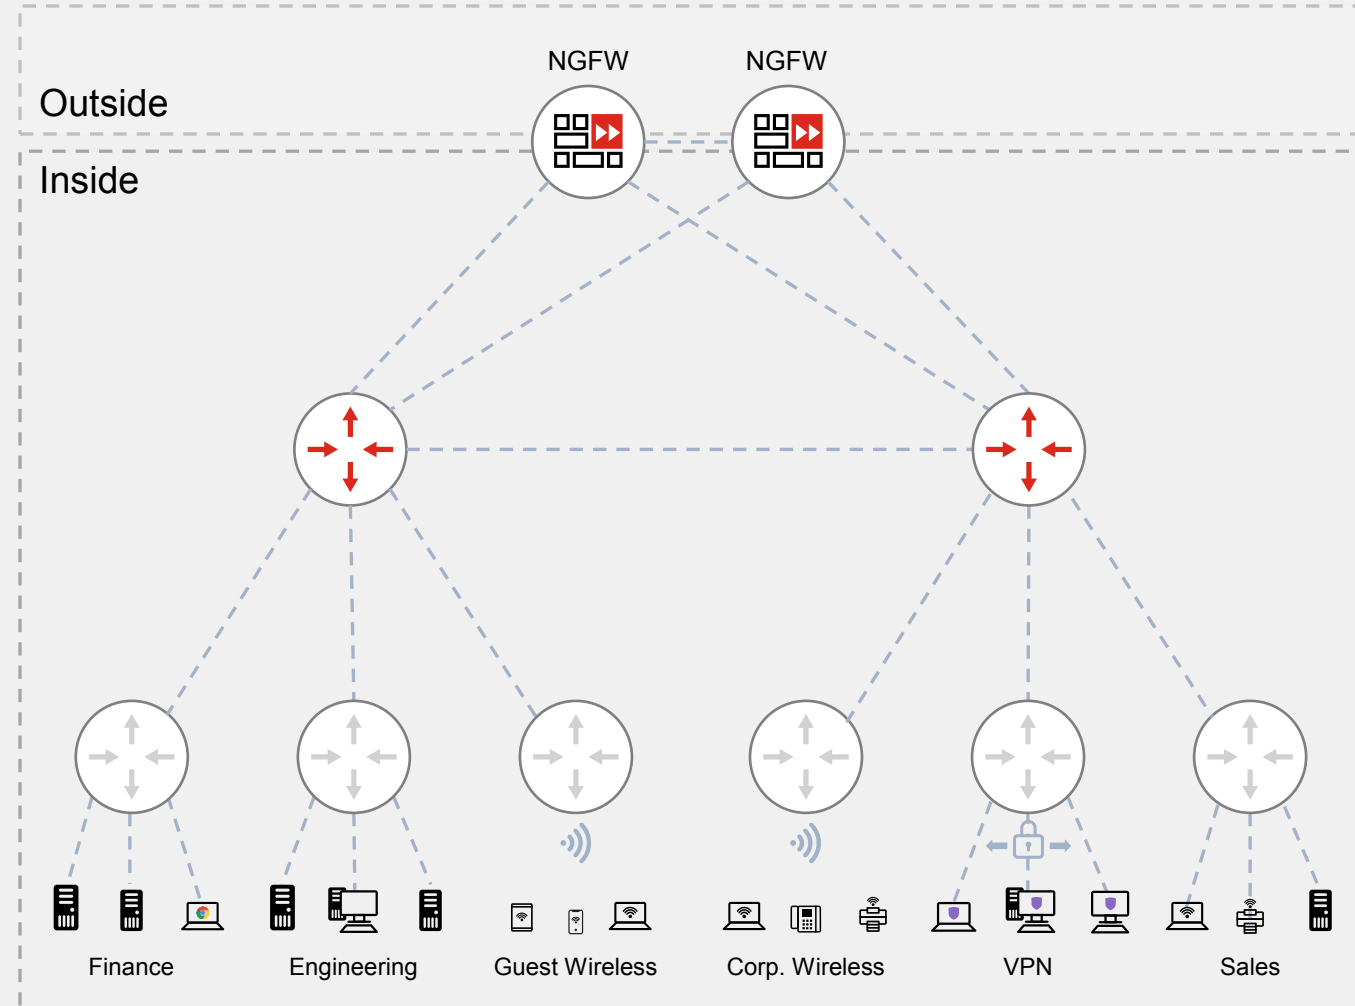 NGFW
NGFW
Outside
Inside
Finance
Engineering
Guest Wireless
Corp. Wireless
VPN
Sales